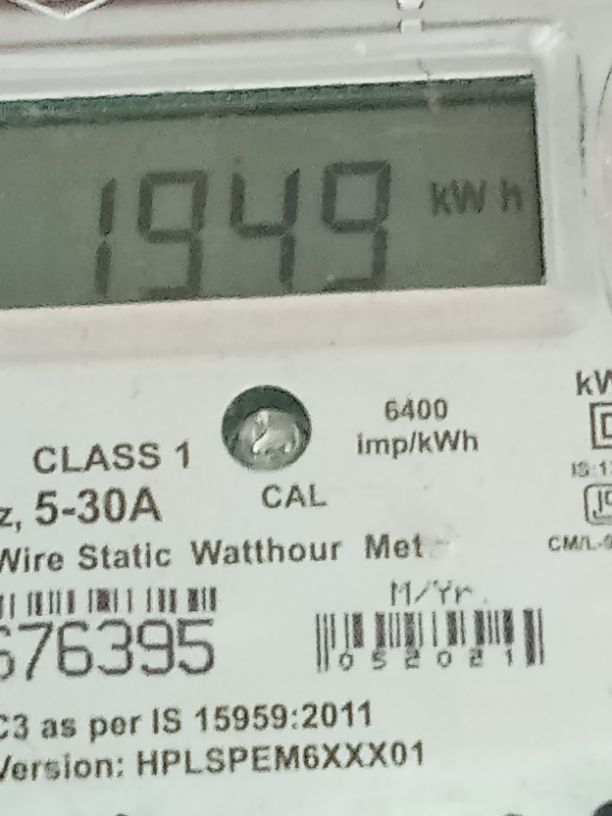 1949 kWh
6400
imp/kWh
CLASS 1
CAL
5-30A
Wire Static Watthour Met
M/Yr
676395
052021
C3 as per IS 15959:2011
Version: HPLSPEM6XXX01